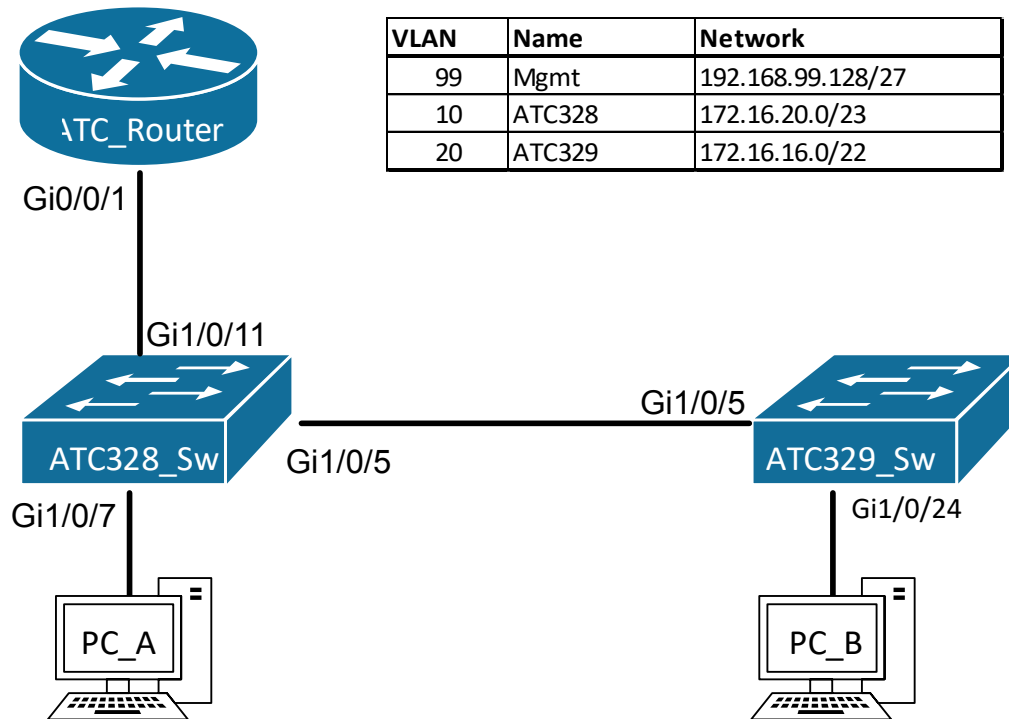 VLAN Name Network
99 Mgmt 192.168.99.128/27
10 ATC328 172.16.20.0/23
20 ATC329 172.16.16.0/22
ATC_Router
Gi0/0/1
Gi1/0/11
Gi1/0/5
ATC328_Sw
Gi1/0/5
ATC329_Sw
Gi1/0/7
Gi1/0/24
PC_A
PC_B